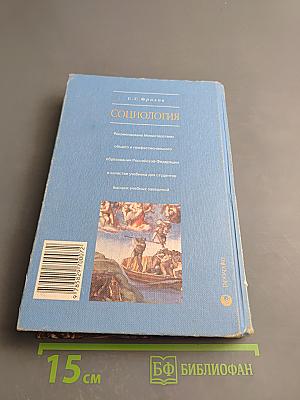 С. С. Фролов
СОЦИОЛОГИЯ
Рекомендовано Министерством
общего и профессионального
образования Российской Федерации
в качестве учебника для студентов
высших учебных заведений
15 см
БФ БИБЛИОФАН